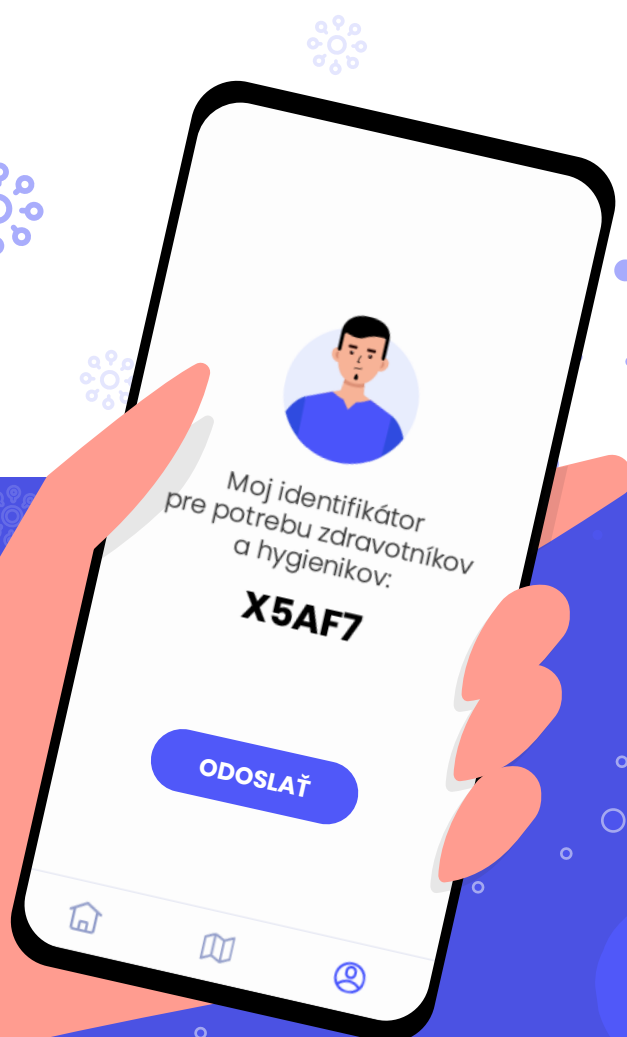 Moj identifikátor
pre potrebu zdravotníkov
a hygienikov:
X5AF7
ODOSLAŤ